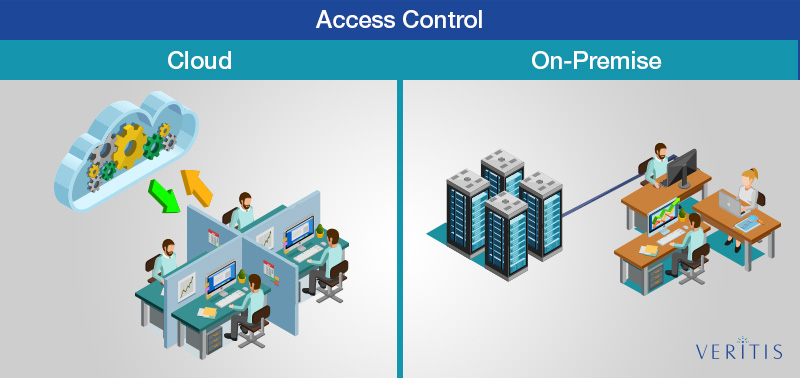 Access Control
Cloud
On-Premise
VERITIS